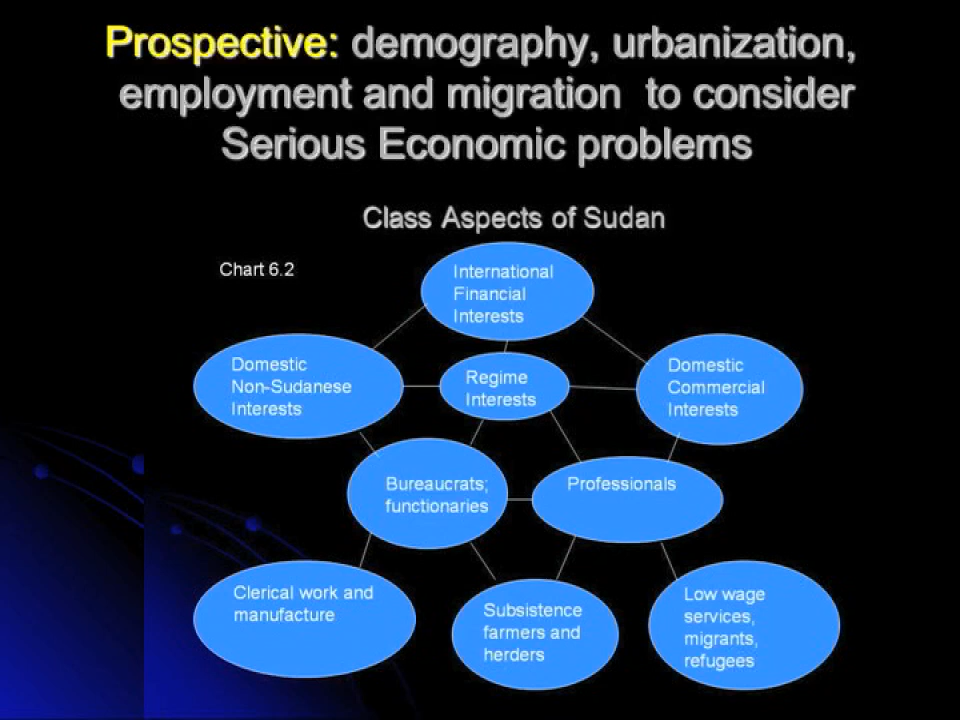 Prospective: demography, urbanization,
employment and migration to consider
Serious Economic problems
Class Aspects of Sudan
Chart 6.2
International
Financial
Interests
Domestic
Non-Sudanese
Interests
Regime
Interests
Domestic
Commercial
Interests
Bureaucrats;
functionaries
Professionals
Clerical work and
manufacture
Subsistence
farmers and
herders
Low wage
services,
migrants,
refugees